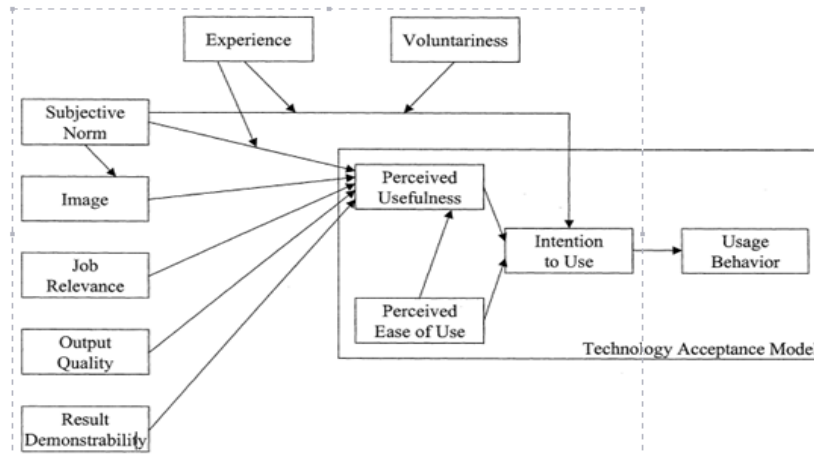 Experience
Voluntariness
Subjective
Norm
Image
Perceived
Usefulness
Intention
to Use
Usage
Behavior
Job
Relevance
Perceived
Ease of Use
Output
Quality
Technology Acceptance Model
Result
Demonstrability